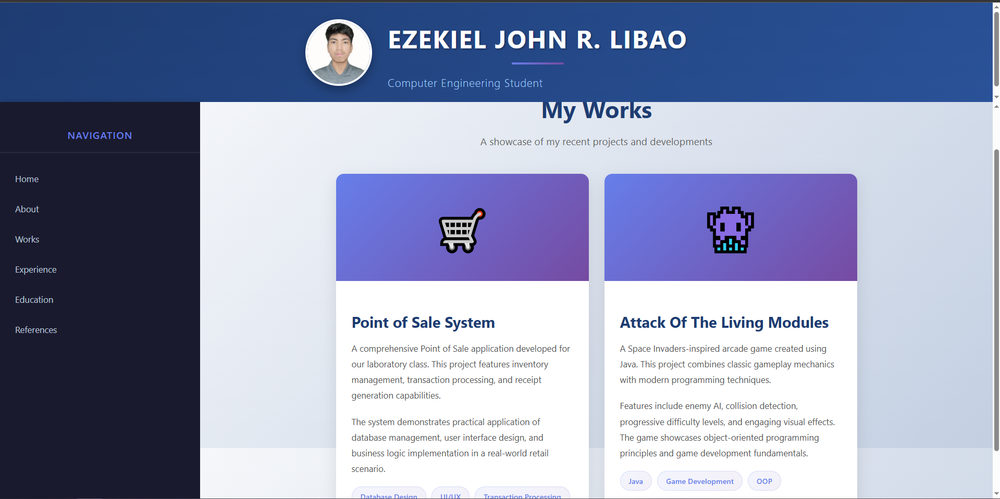 EZEKIEL JOHN R. LIBAO
Computer Engineering Student
NAVIGATION
Home
About
Works
Experience
Education
References
My Works
A showcase of my recent projects and developments
Point of Sale System
A comprehensive Point of Sale application developed for
our laboratory class. This project features inventory
management, transaction processing, and receipt
generation capabilities.
The system demonstrates practical application of
database management, user interface design, and
business logic implementation in a real-world retail
scenario.
Database Design
UI/UX
Transaction Processing
Attack Of The Living Modules
A Space Invaders-inspired arcade game created using
Java. This project combines classic gameplay mechanics
with modern programming techniques.
Features include enemy AI, collision detection,
progressive difficulty levels, and engaging visual effects.
The game showcases object-oriented programming
principles and game development fundamentals.
Java
Game Development
OOP